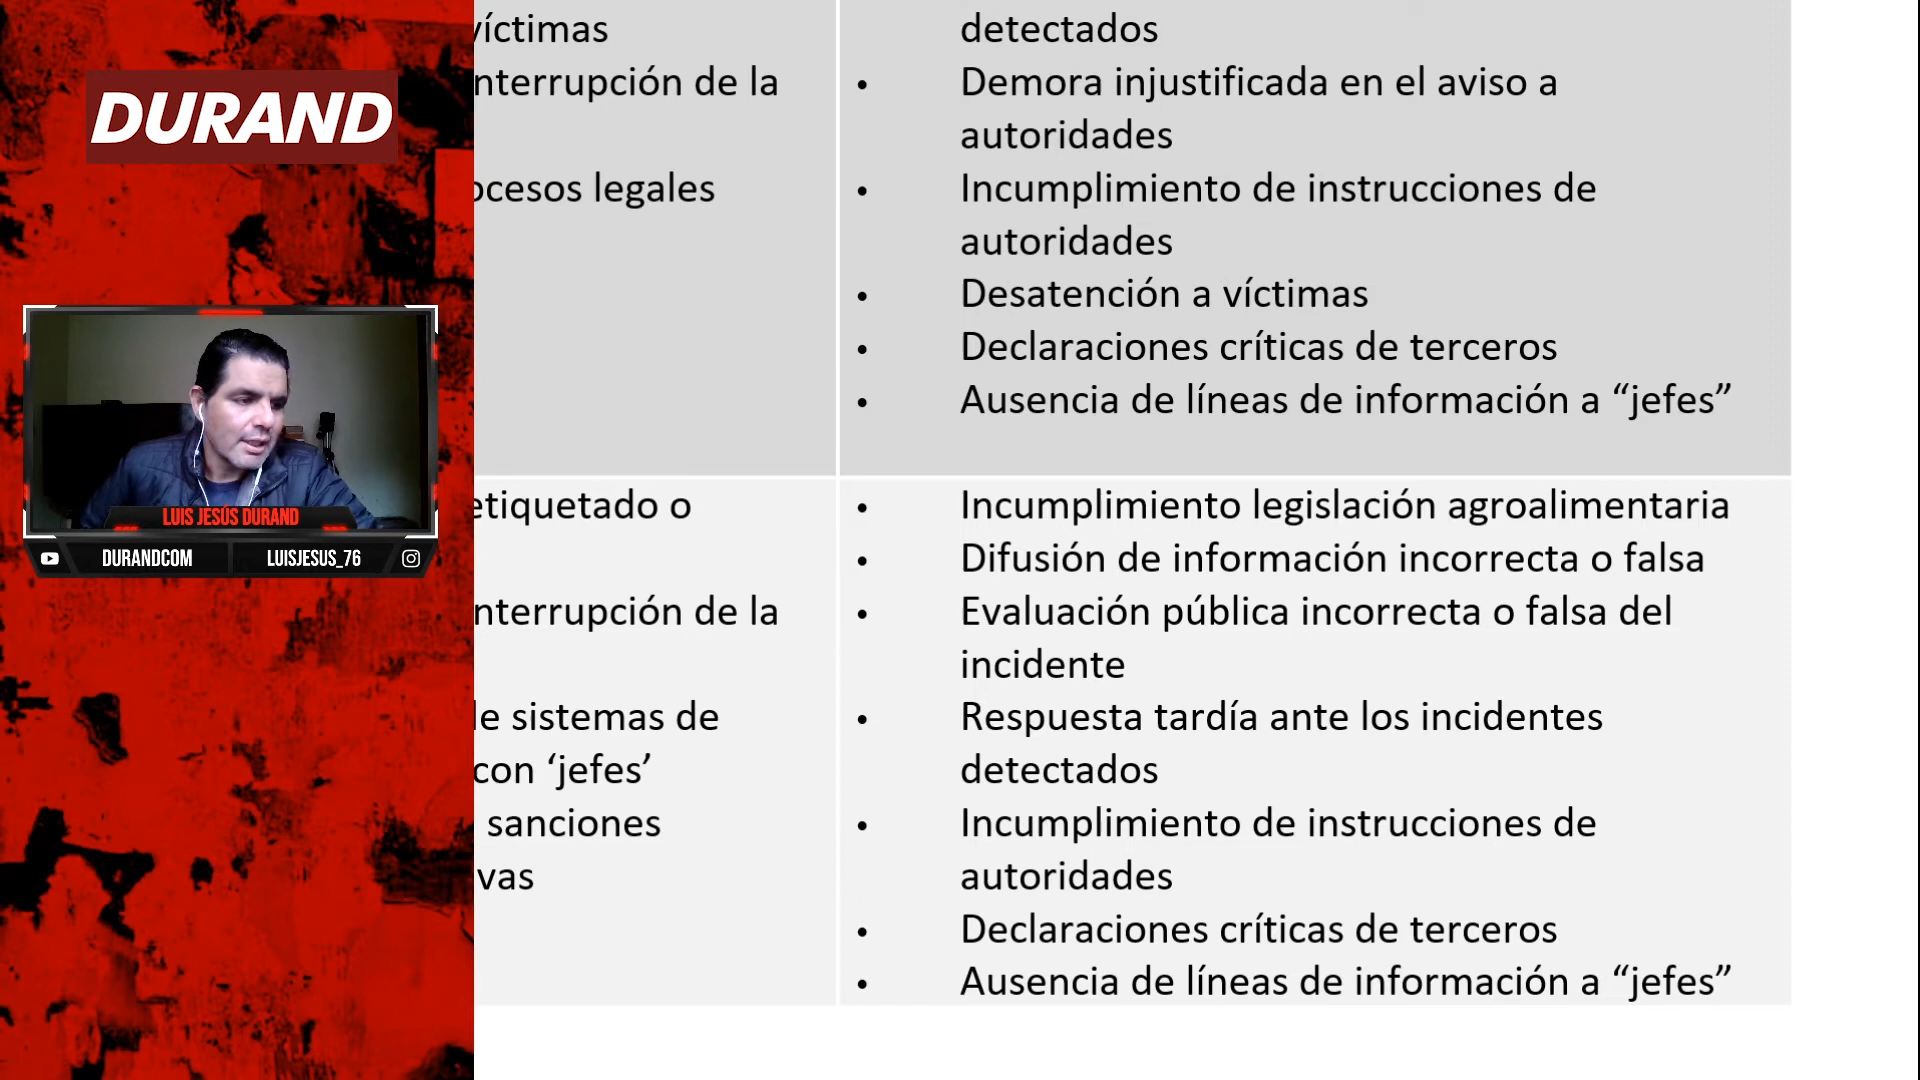 DURAND
LUIS JESÚS DURAND
DURANDCOM
LUISJESUS_76
víctimas
nterrupción de la
ocesos legales
etiquetado o
nterrupción de la
de sistemas de
con ‘jefes’
sanciones
vas
detectados
• Demora injustificada en el aviso a
autoridades
• Incumplimiento de instrucciones de
autoridades
• Desatención a víctimas
• Declaraciones críticas de terceros
• Ausencia de líneas de información a “jefes”
• Incumplimiento legislación agroalimentaria
• Difusión de información incorrecta o falsa
• Evaluación pública incorrecta o falsa del
incidente
• Respuesta tardía ante los incidentes
detectados
• Incumplimiento de instrucciones de
autoridades
• Declaraciones críticas de terceros
• Ausencia de líneas de información a “jefes”